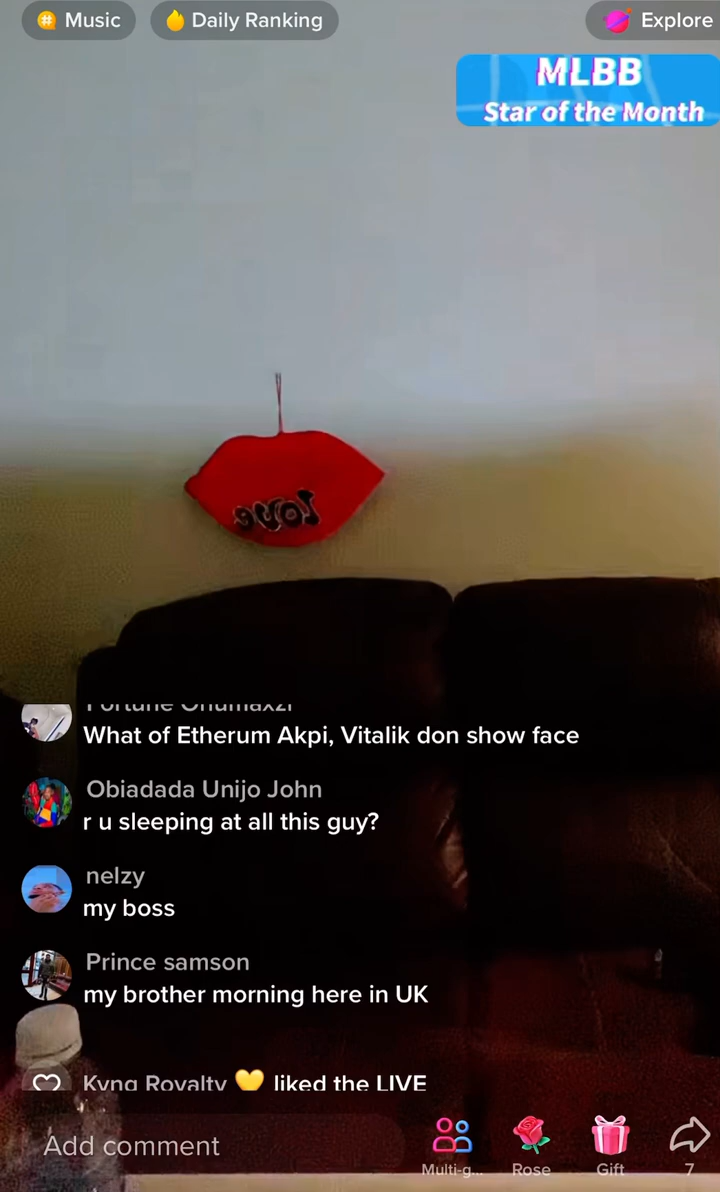 Music
Daily Ranking
Explore
MLBB
Star of the Month
love
What of Etherum Akpi, Vitalik don show face
Obiadada Unijo John
r u sleeping at all this guy?
nelzy
my boss
Prince samson
my brother morning here in UK
Kyng Royalty 💛 liked the LIVE
Add comment
Multi-g...
Rose
Gift
7